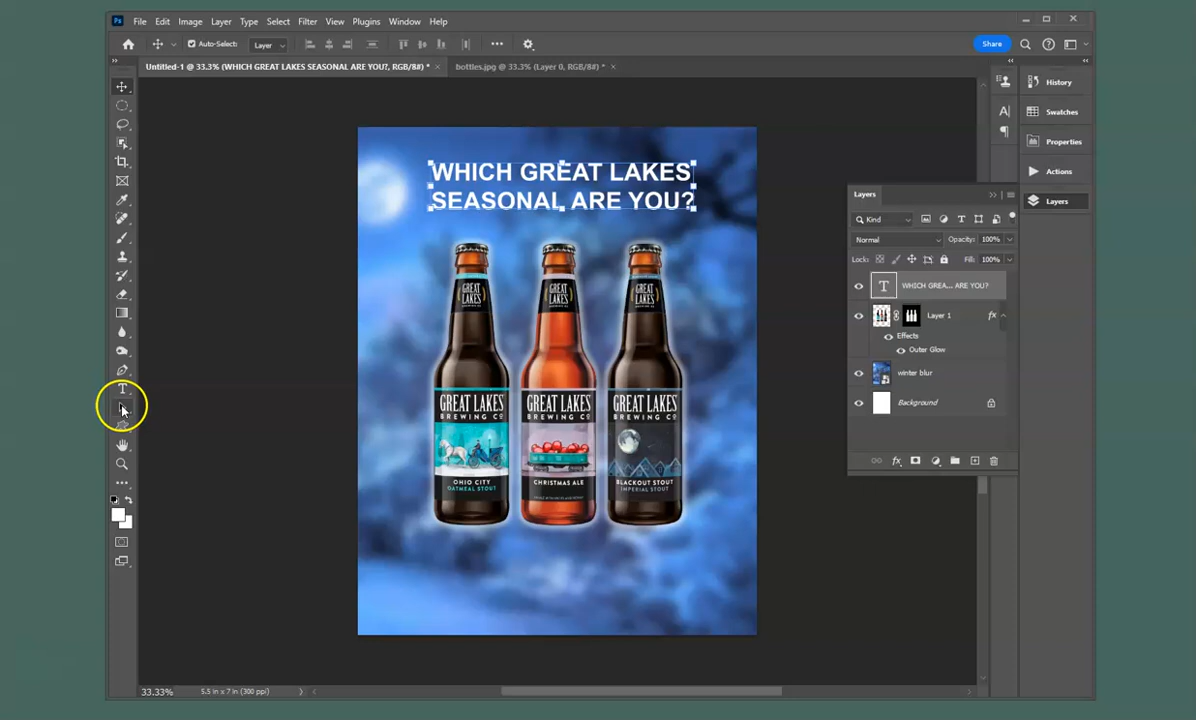 Ps File Edit Image Layer Type Select Filter View Plugins Window Help
Auto-Select: Layer Share
Untitled-1 @ 33.3% (WHICH GREAT LAKES SEASONAL ARE YOU?, RGB/8#) * × bottles.jpg @ 33.3% (Layer 0, RGB/8#) * ×
History
Swatches
Properties
Actions
Layers
WHICH GREAT LAKES
SEASONAL ARE YOU?
GREAT LAKES
GREAT LAKES
GREAT LAKES
GREAT LAKES
BREWING CO
OHIO CITY
OATMEAL STOUT
GREAT LAKES
BREWING CO
CHRISTMAS ALE
GREAT LAKES
BREWING CO
BLACKOUT STOUT
IMPERIAL STOUT
Layers
Kind
Normal Opacity: 100%
Lock: Fill: 100%
T WHICH GREA... ARE YOU?
Layer 1 fx
Effects
Outer Glow
winter blur
Background
fx
T
33.33% 5.5 in x 7 in (300 ppi)